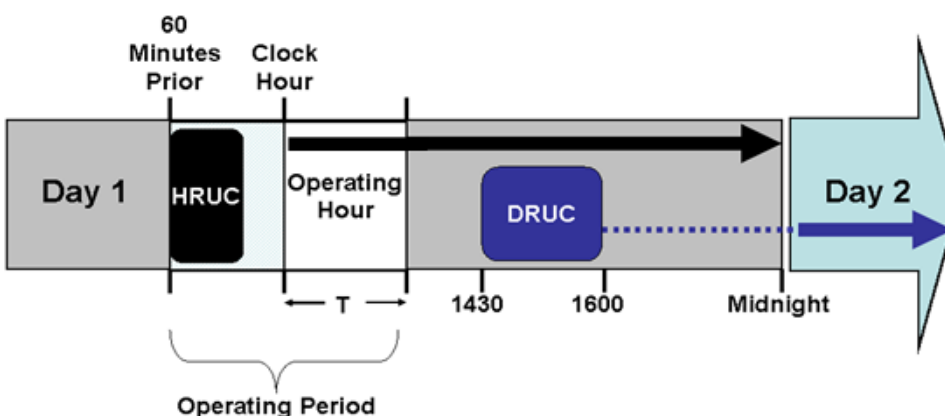 60
Minutes
Prior
Clock
Hour
Day 1
HRUC
Operating
Hour
DRUC
Day 2
T
1430
1600
Midnight
Operating Period